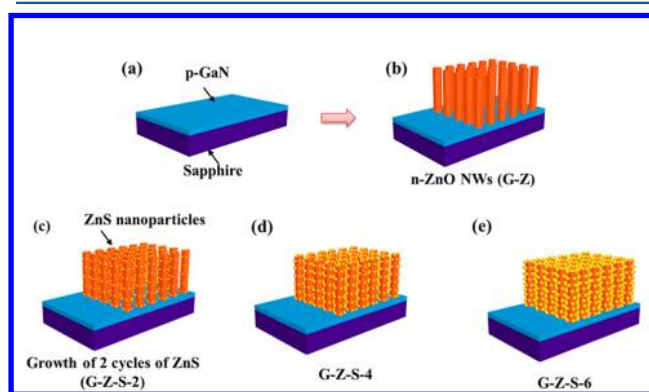 (a)
p-GaN
Sapphire
(b)
n-ZnO NWs (G-Z)
(c)
ZnS nanoparticles
Growth of 2 cycles of ZnS
(G-Z-S-2)
(d)
G-Z-S-4
(e)
G-Z-S-6